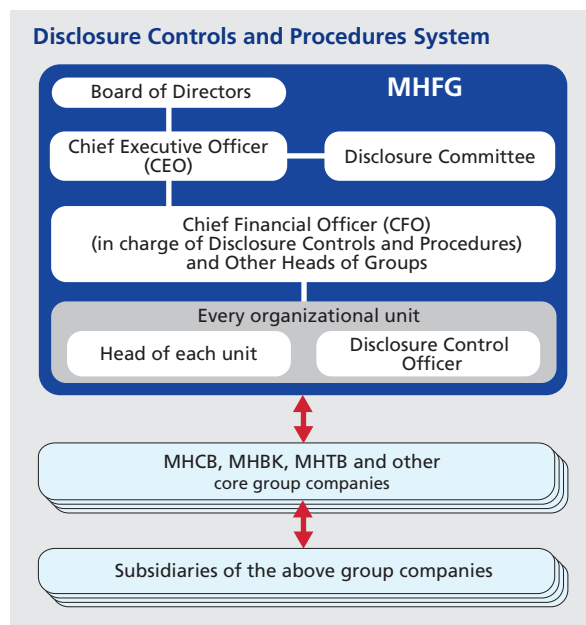 Disclosure Controls and Procedures System
MHFG
Board of Directors
Chief Executive Officer
(CEO)
Disclosure Committee
Chief Financial Officer (CFO)
(in charge of Disclosure Controls and Procedures)
and Other Heads of Groups
Every organizational unit
Head of each unit
Disclosure Control
Officer
MHCB, MHBK, MHTB and other
core group companies
Subsidiaries of the above group companies